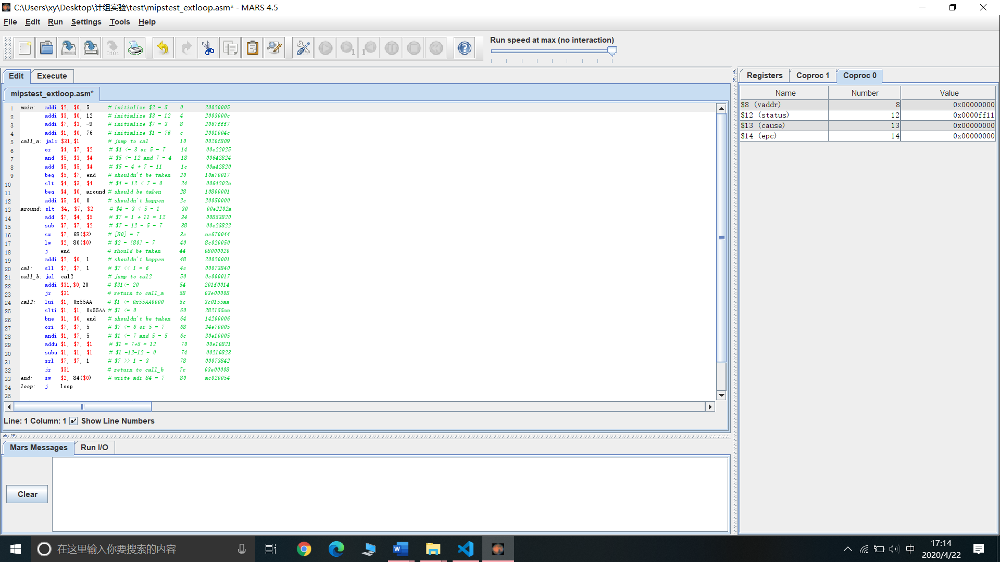 C:\Users\xy\Desktop\计组实验\test\mipstest_extloop.asm* - MARS 4.5
File Edit Run Settings Tools Help
Run speed at max (no interaction)
Edit Execute
mipstest_extloop.asm*
1 main: addi $2, $0, 5 # initialize $2 = 5 0 20020005
2 addi $3, $0, 12 # initialize $3 = 12 4 2003000c
3 addi $7, $3, -9 # initialize $7 = 3 8 2067fff7
4 addi $1, $0, 76 # initialize $1 = 76 c 2001004c
5 call_a: jalr $31,$1 # jump to cal 10 0020f809
6 or $4, $7, $2 # $4 <= 3 or 5 = 7 14 00e22025
7 and $5, $3, $4 # $5 <= 12 and 7 = 4 18 00642824
8 add $5, $5, $4 # $5 = 4 + 7 = 11 1c 00a42820
9 beq $5, $7, end # shouldn't be taken 20 10a70017
10 slt $4, $3, $4 # $4 = 12 < 7 = 0 24 0064202a
11 beq $4, $0, around # should be taken 28 10800001
12 addi $5, $0, 0 # shouldn't happen 2c 20050000
13 around: slt $4, $7, $2 # $4 = 3 < 5 = 1 30 00e2202a
14 add $7, $4, $5 # $7 = 1 + 11 = 12 34 00853820
15 sub $7, $7, $2 # $7 = 12 - 5 = 7 38 00e23822
16 sw $7, 68($3) # [80] = 7 3c ac670044
17 lw $2, 80($0) # $2 = [80] = 7 40 8c020050
18 j end # should be taken 44 08000020
19 addi $2, $0, 1 # shouldn't happen 48 20020001
20 cal: sll $7, $7, 1 # $7 << 1 = 6 4c 00073840
21 call_b: jal cal2 # jump to cal2 50 0c000017
22 addi $31,$0,20 # $31<= 20 54 201f0014
23 jr $31 # return to call_a 58 03e00008
24 cal2: lui $1, 0x55AA # $1 <= 0x55AA0000 5c 3c0155aa
25 slti $1, $1, 0x55AA # $1 <= 0 60 282155aa
26 bne $1, $0, end # shouldn't be taken 64 14200006
27 ori $7, $7, 5 # $7 <= 6 or 5 = 7 68 34e70005
28 andi $1, $7, 5 # $1 <= 7 and 5 = 5 6c 30e10005
29 addu $1, $7, $1 # $1 = 7+5 = 12 70 00e10821
30 subu $1, $1, $1 # $1 =12-12 = 0 74 00210823
31 srl $7, $7, 1 # $7 >> 1 = 3 78 00073842
32 jr $31 # return to call_b 7c 03e00008
33 end: sw $2, 84($0) # write adr 84 = 7 80 ac020054
34 loop: j loop
35
Line: 1 Column: 1 Show Line Numbers
Mars Messages Run I/O
Clear
Registers Coproc 1 Coproc 0
Name Number Value
$8 (vaddr) 8 0x00000000
$12 (status) 12 0x0000ff11
$13 (cause) 13 0x00000000
$14 (epc) 14 0x00000000
在这里输入你要搜索的内容
中
17:14
2020/4/22